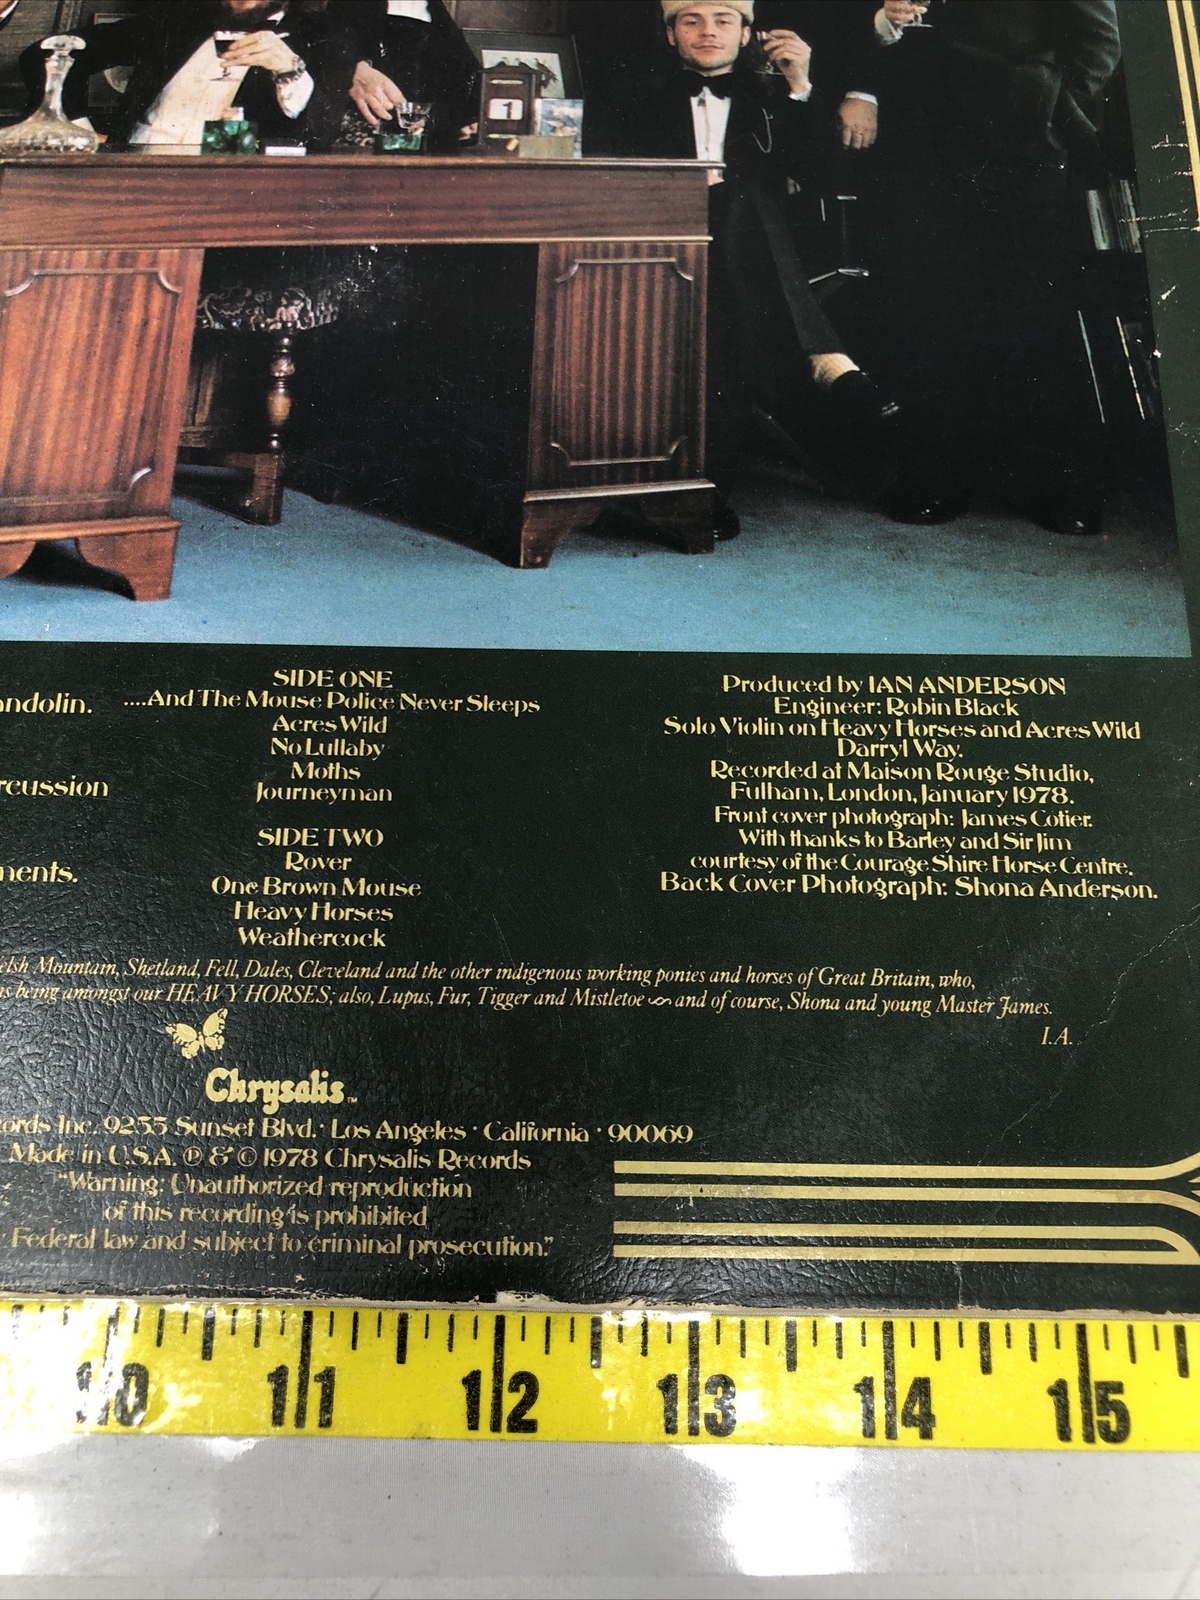 1
andolin.
rcussion
ments.
SIDE ONE
....And The Mouse Police Never Sleeps
Acres Wild
No Lullaby
Moths
Journeyman
SIDE TWO
Rover
One Brown Mouse
Heavy Horses
Weathercock
Produced by IAN ANDERSON
Engineer: Robin Black
Solo Violin on Heavy Horses and Acres Wild
Darryl Way.
Recorded at Maison Rouge Studio,
Fulham, London, January 1978.
Front cover photograph: James Cotier.
With thanks to Barley and Sir Jim
courtesy of the Courage Shire Horse Centre.
Back Cover Photograph: Shona Anderson.
elsh Mountain, Shetland, Fell, Dales, Cleveland and the other indigenous working ponies and horses of Great Britain, who,
as being amongst our HEAVY HORSES; also, Lupus, Fur, Tigger and Mistletoe ~ and of course, Shona and young Master James.
I.A.
Chrysalis™
cords Inc. 9255 Sunset Blvd. · Los Angeles · California · 90069
Made in U.S.A. ℗ & © 1978 Chrysalis Records
"Warning: Unauthorized reproduction
of this recording is prohibited
Federal law and subject to criminal prosecution."
10 11 12 13 14 15